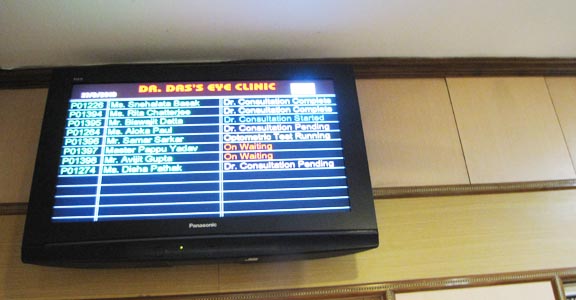 DR. DAS'S EYE CLINIC
P01226 Ms. Snehalata Basak Dr. Consultation Complete
P01394 Ms. Rita Chatterjee Dr. Consultation Complete
P01395 Mr. Biswajit Datta Dr. Consultation Started
P01264 Ms. Aloka Paul Dr. Consultation Pending
P01396 Mr. Samar Sarkar Optometric Test Running
P01397 Master Pappu Yadav On Waiting
P01398 Mr. Avijit Gupta On Waiting
P01274 Ms. Disha Pathak Dr. Consultation Pending
Panasonic